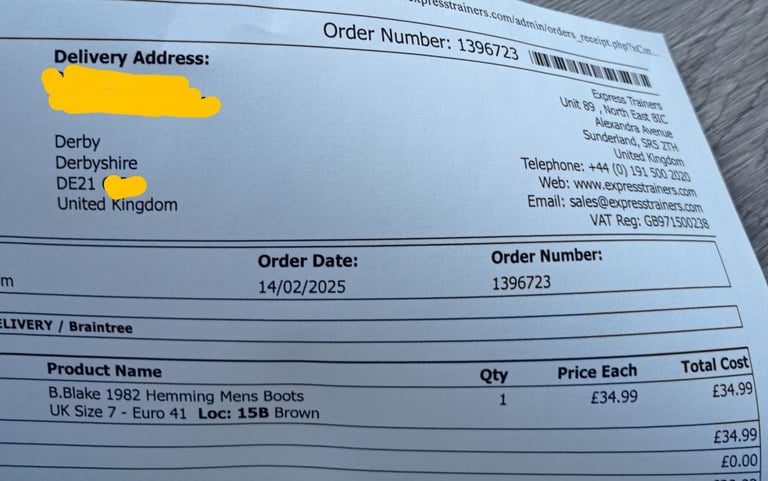 expresstrainers.com/admin/orders_receipt.php?xCm...
Order Number: 1396723
Delivery Address:
Derby
Derbyshire
DE21
United Kingdom
Express Trainers
Unit 89 , North East BIC
Alexandra Avenue
Sunderland, SR5 2TH
United Kingdom
Telephone: +44 (0) 191 500 2020
Web: www.expresstrainers.com
Email: sales@expresstrainers.com
VAT Reg: GB971500238
Order Date: Order Number:
m 14/02/2025 1396723
ELIVERY / Braintree
Product Name Qty Price Each Total Cost
B.Blake 1982 Hemming Mens Boots 1 £34.99 £34.99
UK Size 7 - Euro 41 Loc: 15B Brown
£34.99
£0.00